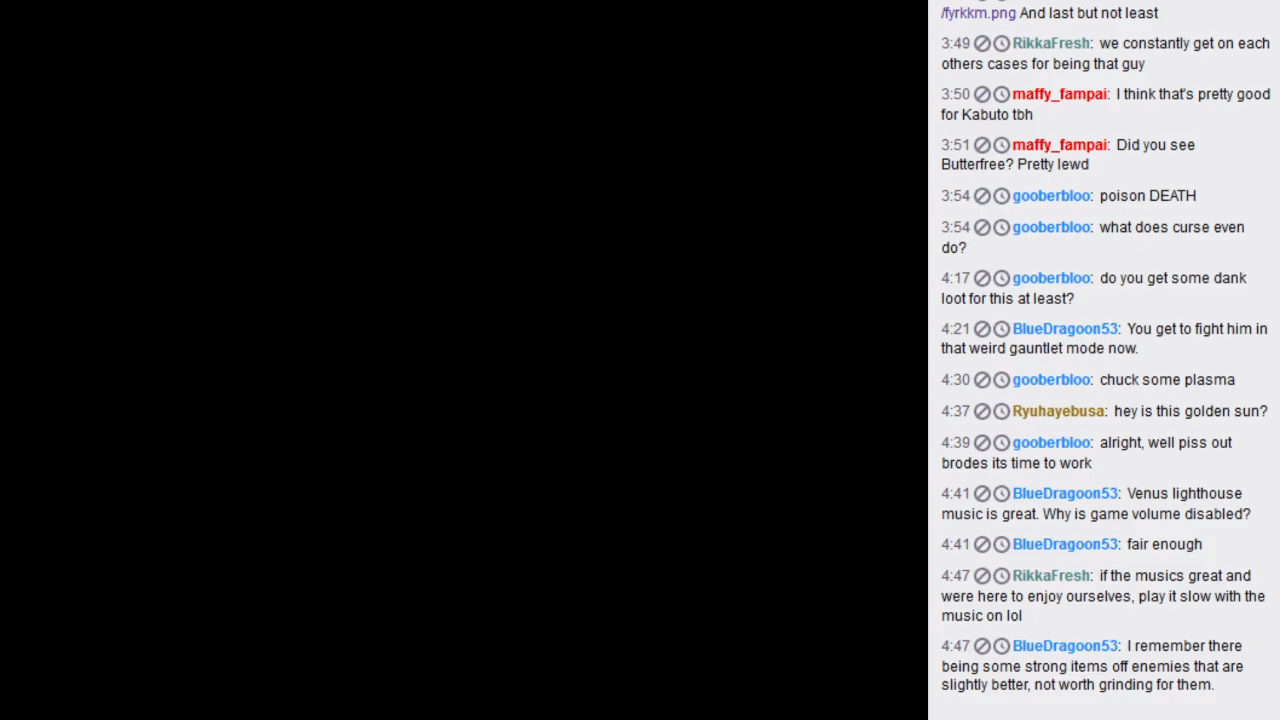 /fyrkkm.png And last but not least
3:49 RikkaFresh: we constantly get on each
others cases for being that guy
3:50 maffy_fampai: I think that's pretty good
for Kabuto tbh
3:51 maffy_fampai: Did you see
Butterfree? Pretty lewd
3:54 gooberbloo: poison DEATH
3:54 gooberbloo: what does curse even
do?
4:17 gooberbloo: do you get some dank
loot for this at least?
4:21 BlueDragoon53: You get to fight him in
that weird gauntlet mode now.
4:30 gooberbloo: chuck some plasma
4:37 Ryuhayebusa: hey is this golden sun?
4:39 gooberbloo: alright, well piss out
brodes its time to work
4:41 BlueDragoon53: Venus lighthouse
music is great. Why is game volume disabled?
4:41 BlueDragoon53: fair enough
4:47 RikkaFresh: if the musics great and
were here to enjoy ourselves, play it slow with the
music on lol
4:47 BlueDragoon53: I remember there
being some strong items off enemies that are
slightly better, not worth grinding for them.